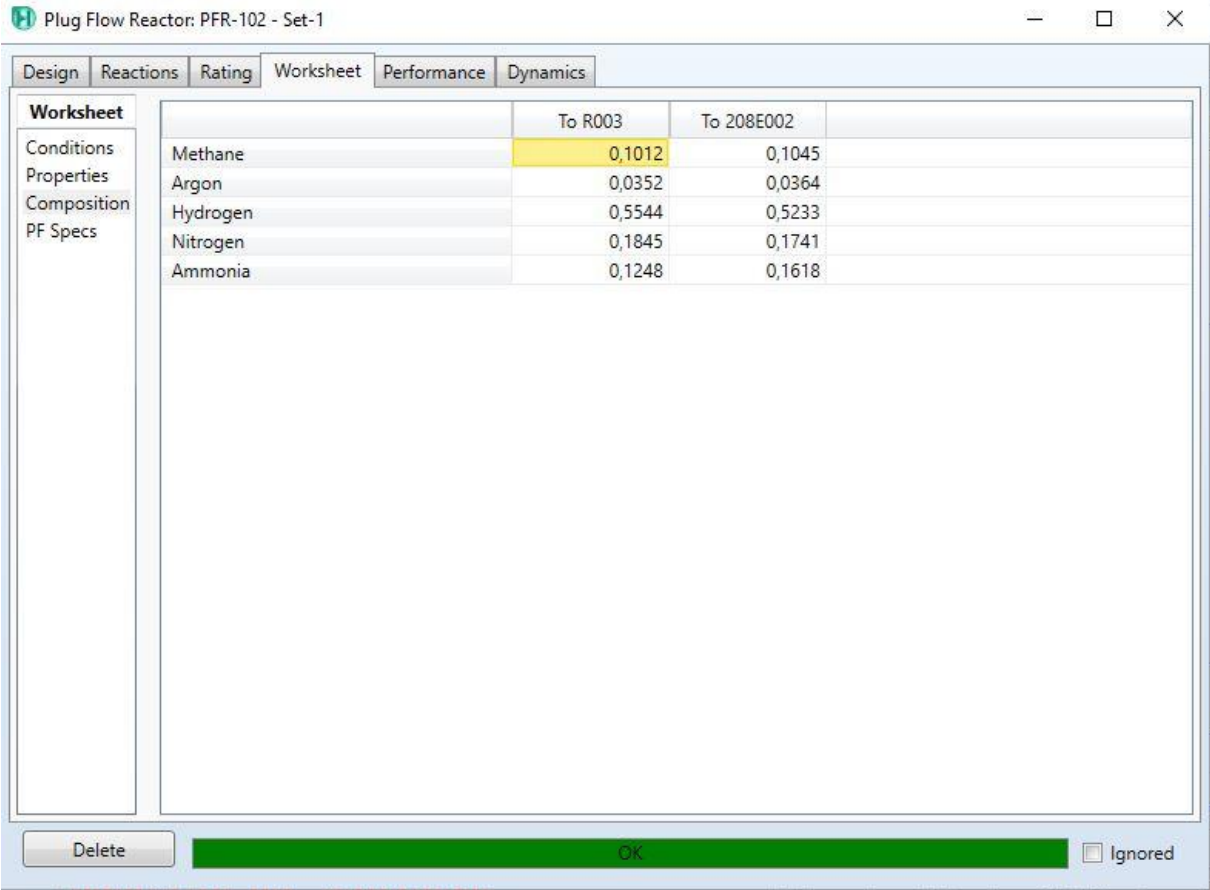 Plug Flow Reactor: PFR-102 - Set-1
Design Reactions Rating Worksheet Performance Dynamics
Worksheet
Conditions
Properties
Composition
PF Specs
To R003 To 208E002
Methane 0,1012 0,1045
Argon 0,0352 0,0364
Hydrogen 0,5544 0,5233
Nitrogen 0,1845 0,1741
Ammonia 0,1248 0,1618
Delete OK Ignored